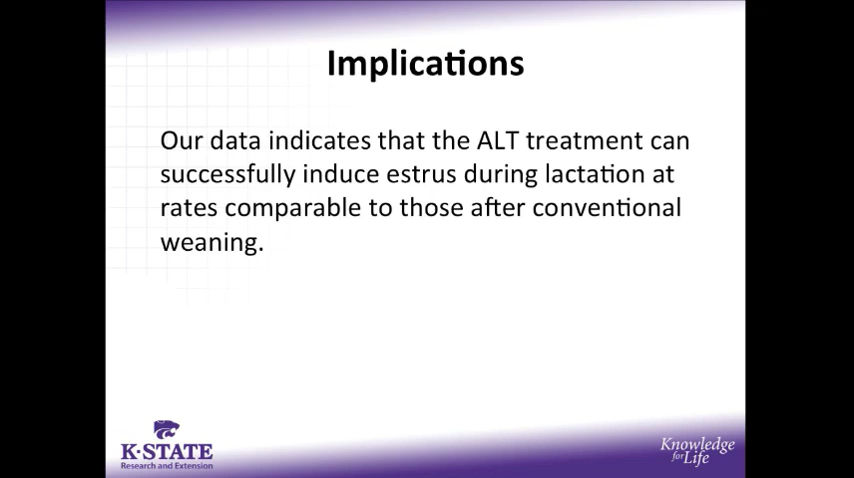 Implications
Our data indicates that the ALT treatment can
successfully induce estrus during lactation at
rates comparable to those after conventional
weaning.
K-STATE
Research and Extension
Knowledge
for Life